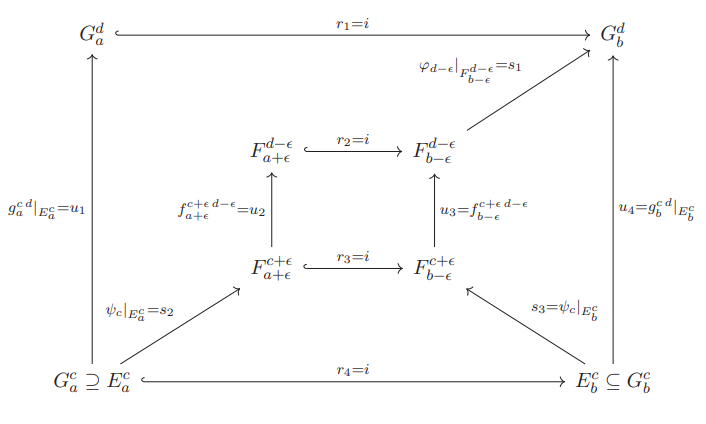 $G_a^d$ $r_1=i$ $G_b^d$
$\varphi_{d-\epsilon}|_{F_{b-\epsilon}^{d-\epsilon}}=s_1$
$F_{a+\epsilon}^{d-\epsilon}$ $r_2=i$ $F_{b-\epsilon}^{d-\epsilon}$
$g_a^{c\,d}|_{E_a^c}=u_1$ $f_{a+\epsilon}^{c+\epsilon\,d-\epsilon}=u_2$ $u_3=f_{b-\epsilon}^{c+\epsilon\,d-\epsilon}$ $u_4=g_b^{c\,d}|_{E_b^c}$
$F_{a+\epsilon}^{c+\epsilon}$ $r_3=i$ $F_{b-\epsilon}^{c+\epsilon}$
$\psi_c|_{E_a^c}=s_2$ $s_3=\psi_c|_{E_b^c}$
$G_a^c \supseteq E_a^c$ $r_4=i$ $E_b^c \subseteq G_b^c$